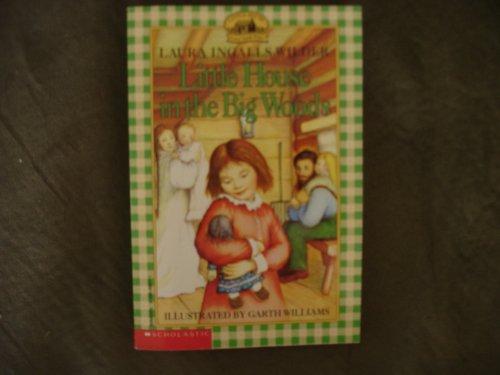 LAURA INGALLS WILDER
Little House
in the Big Woods
ILLUSTRATED BY GARTH WILLIAMS
SCHOLASTIC